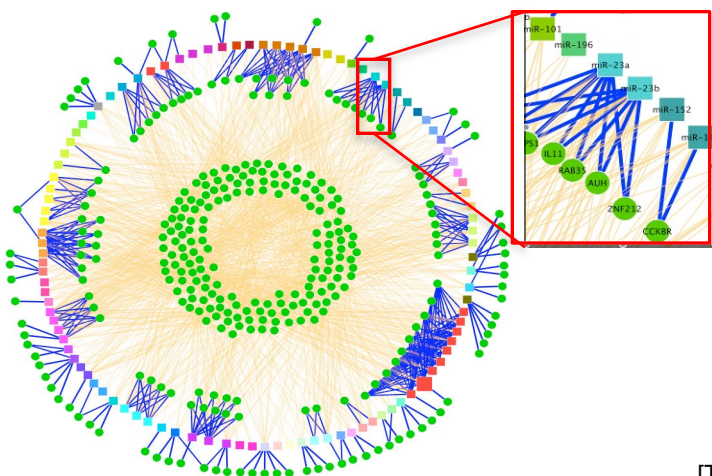 miR-101
miR-196
miR-23a
miR-23b
miR-152
IL11
RAB35
AUH
ZNF212
CCKBR
[T